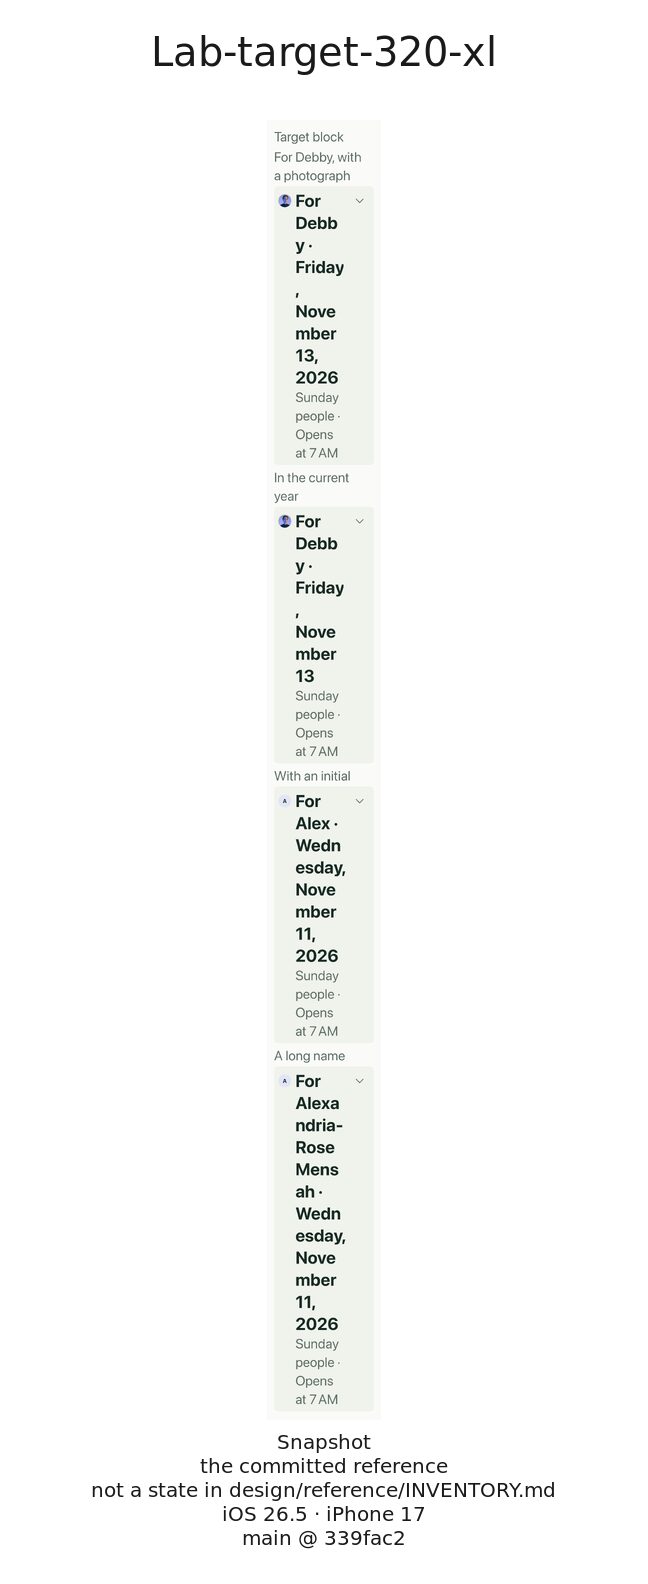 Lab-target-320-xl
Target block
For Debby, with
a photograph
For
Debb
y ·
Friday
,
Nove
mber
13,
2026
Sunday
people ·
Opens
at 7 AM
In the current
year
For
Debb
y ·
Friday
,
Nove
mber
13
Sunday
people ·
Opens
at 7 AM
With an initial
A
For
Alex ·
Wedn
esday,
Nove
mber
11,
2026
Sunday
people ·
Opens
at 7 AM
A long name
A
For
Alexa
ndria-
Rose
Mens
ah ·
Wedn
esday,
Nove
mber
11,
2026
Sunday
people ·
Opens
at 7 AM
Snapshot
the committed reference
not a state in design/reference/INVENTORY.md
iOS 26.5 · iPhone 17
main @ 339fac2